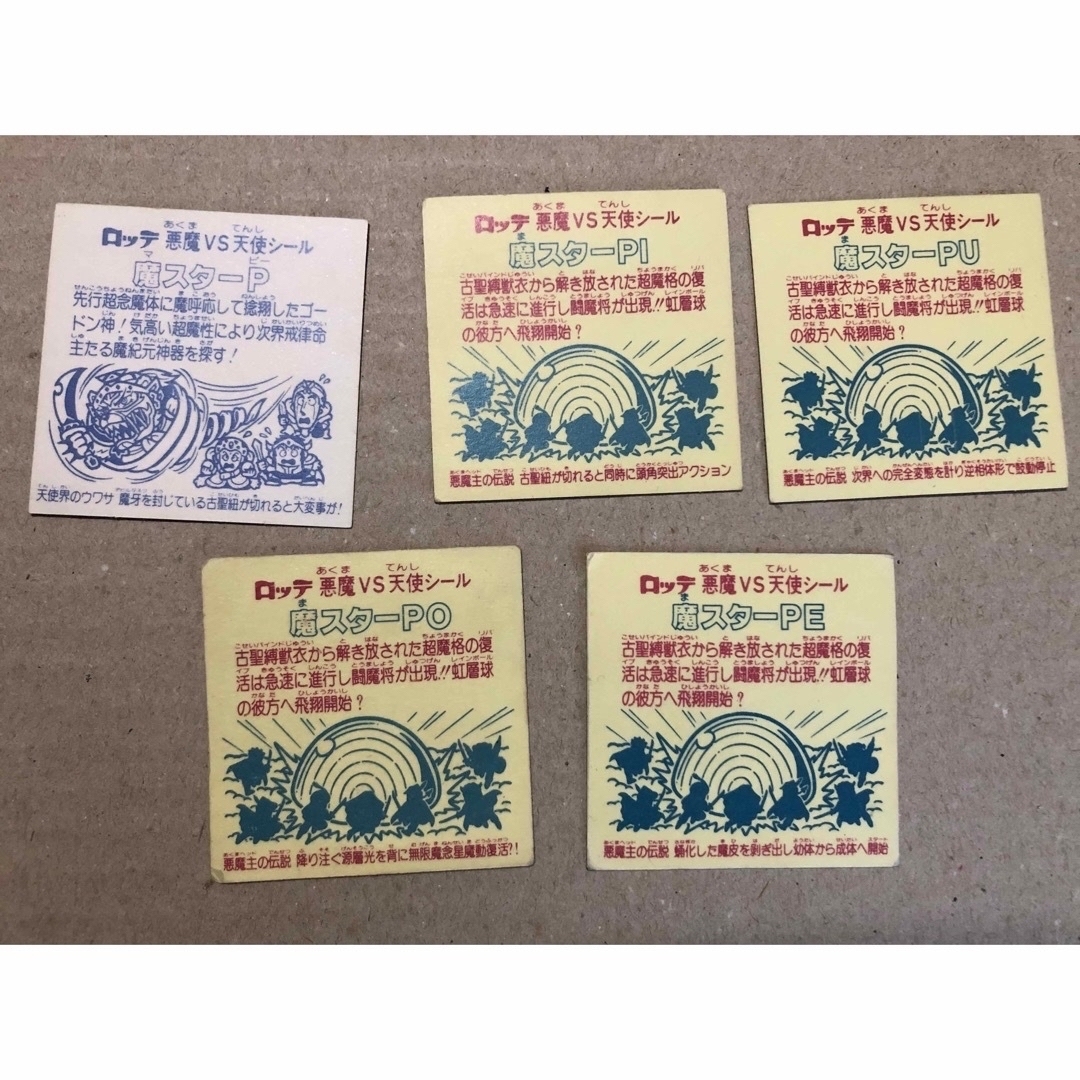 ロッテ 悪魔VS天使シール
魔スターP
先行超念魔体に魔呼応して捻翔したゴー
ドン神！気高い超魔性により次界戒律命
主たる魔紀元神器を探す！
天使界のウワサ 魔牙を封じている古聖紐が切れると大変事が！
ロッテ 悪魔VS天使シール
魔スターPI
古聖縛獣衣から解き放された超魔格の復
活は急速に進行し闘魔将が出現!!虹層球
の彼方へ飛翔開始？
悪魔主の伝説 古聖紐が切れると同時に頭角突出アクション
ロッテ 悪魔VS天使シール
魔スターPU
古聖縛獣衣から解き放された超魔格の復
活は急速に進行し闘魔将が出現!!虹層球
の彼方へ飛翔開始？
悪魔主の伝説 次界への完全変態を計り逆相体形で鼓動停止
ロッテ 悪魔VS天使シール
魔スターPO
古聖縛獣衣から解き放された超魔格の復
活は急速に進行し闘魔将が出現!!虹層球
の彼方へ飛翔開始？
悪魔主の伝説 降り注ぐ源層光を背に無限魔念星魔動復活?!
ロッテ 悪魔VS天使シール
魔スターPE
古聖縛獣衣から解き放された超魔格の復
活は急速に進行し闘魔将が出現!!虹層球
の彼方へ飛翔開始？
悪魔主の伝説 蛹化した魔皮を剥ぎ出し幼体から成体へ開始